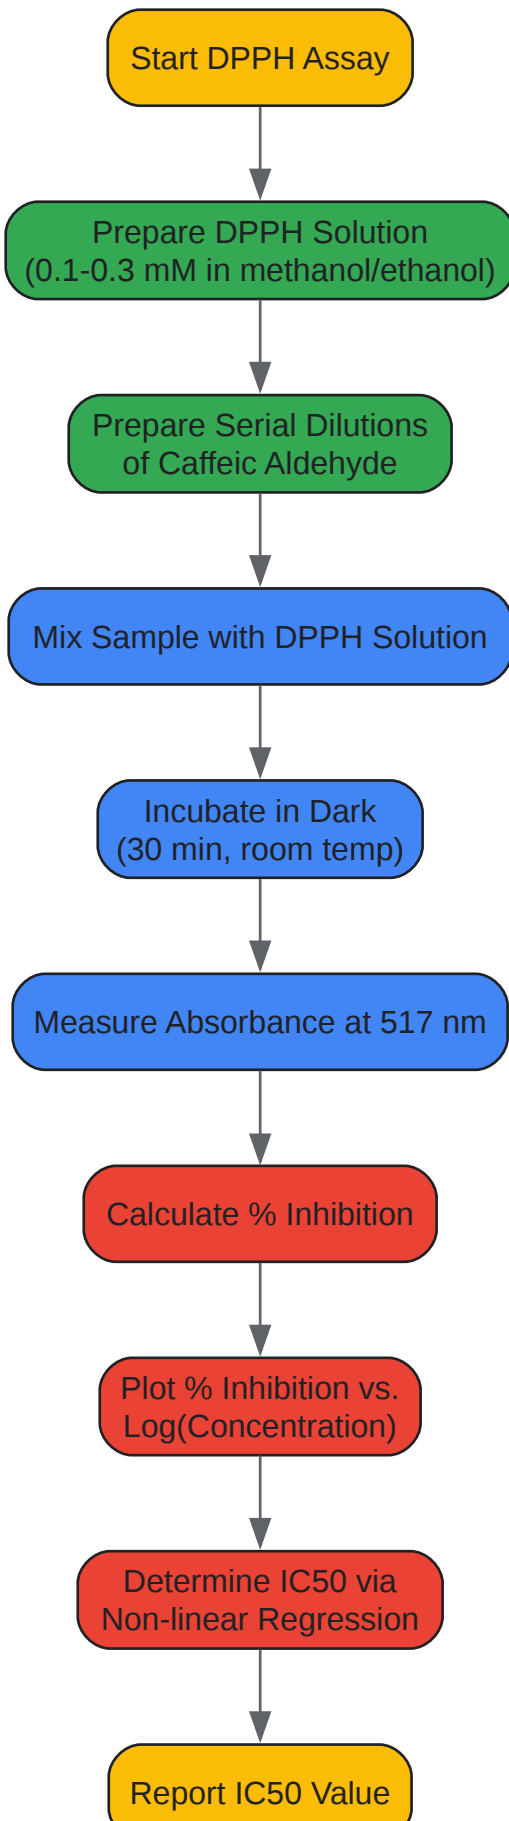 Start DPPH Assay
Prepare DPPH Solution
(0.1-0.3 mM in methanol/ethanol)
Prepare Serial Dilutions
of Caffeic Aldehyde
Mix Sample with DPPH Solution
Incubate in Dark
(30 min, room temp)
Measure Absorbance at 517 nm
Calculate % Inhibition
Plot % Inhibition vs.
Log(Concentration)
Determine IC50 via
Non-linear Regression
Report IC50 Value